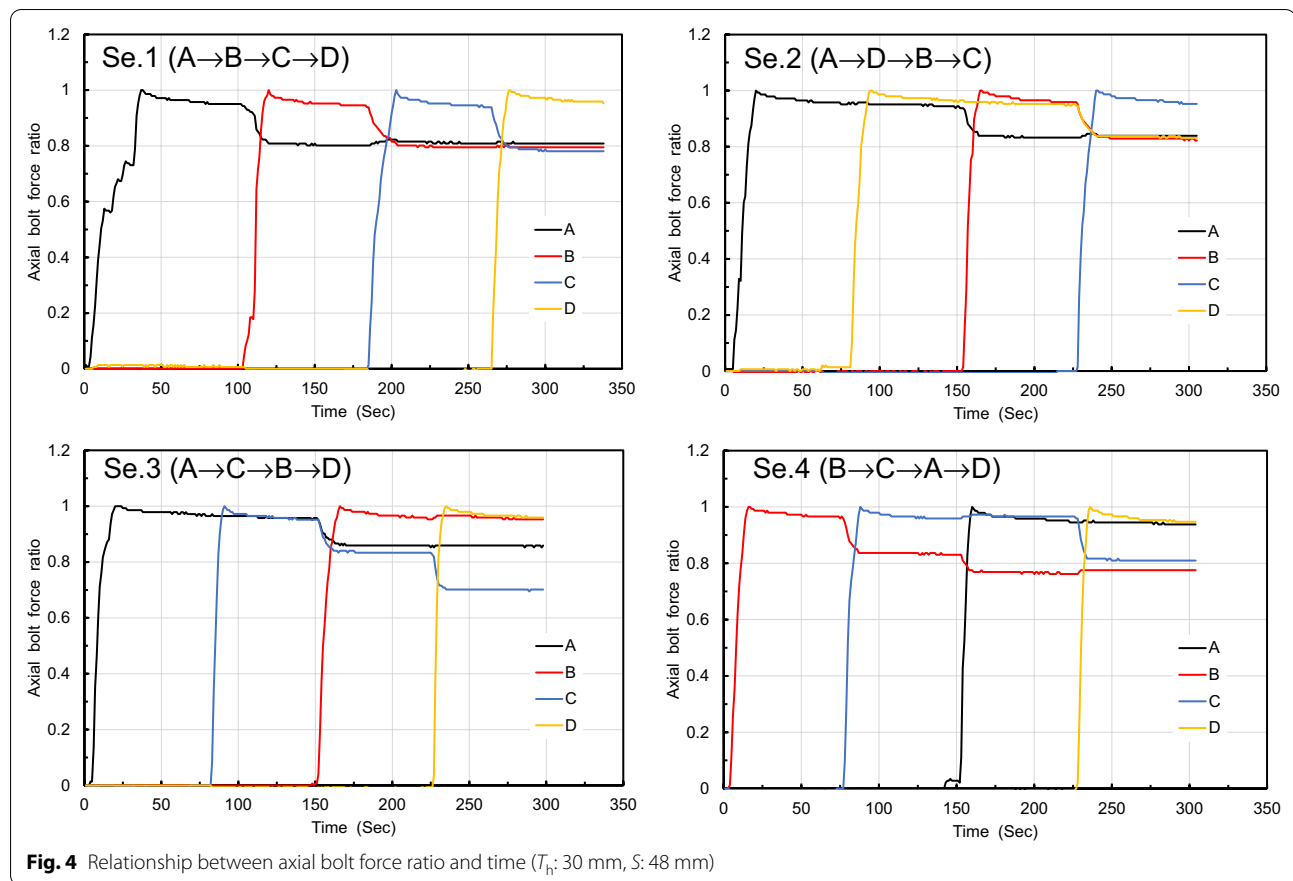 Se.1 (A→B→C→D)
1.2
1
0.8
0.6
0.4
0.2
0
Axial bolt force ratio
A
B
C
D
0 50 100 150 200 250 300 350
Time (Sec)
Se.2 (A→D→B→C)
1.2
1
0.8
0.6
0.4
0.2
0
Axial bolt force ratio
A
B
C
D
0 50 100 150 200 250 300 350
Time (Sec)
Se.3 (A→C→B→D)
1.2
1
0.8
0.6
0.4
0.2
0
Axial bolt force ratio
A
B
C
D
0 50 100 150 200 250 300 350
Time (Sec)
Se.4 (B→C→A→D)
1.2
1
0.8
0.6
0.4
0.2
0
Axial bolt force ratio
A
B
C
D
0 50 100 150 200 250 300 350
Time (Sec)
Fig. 4 Relationship between axial bolt force ratio and time (Th: 30 mm, S: 48 mm)